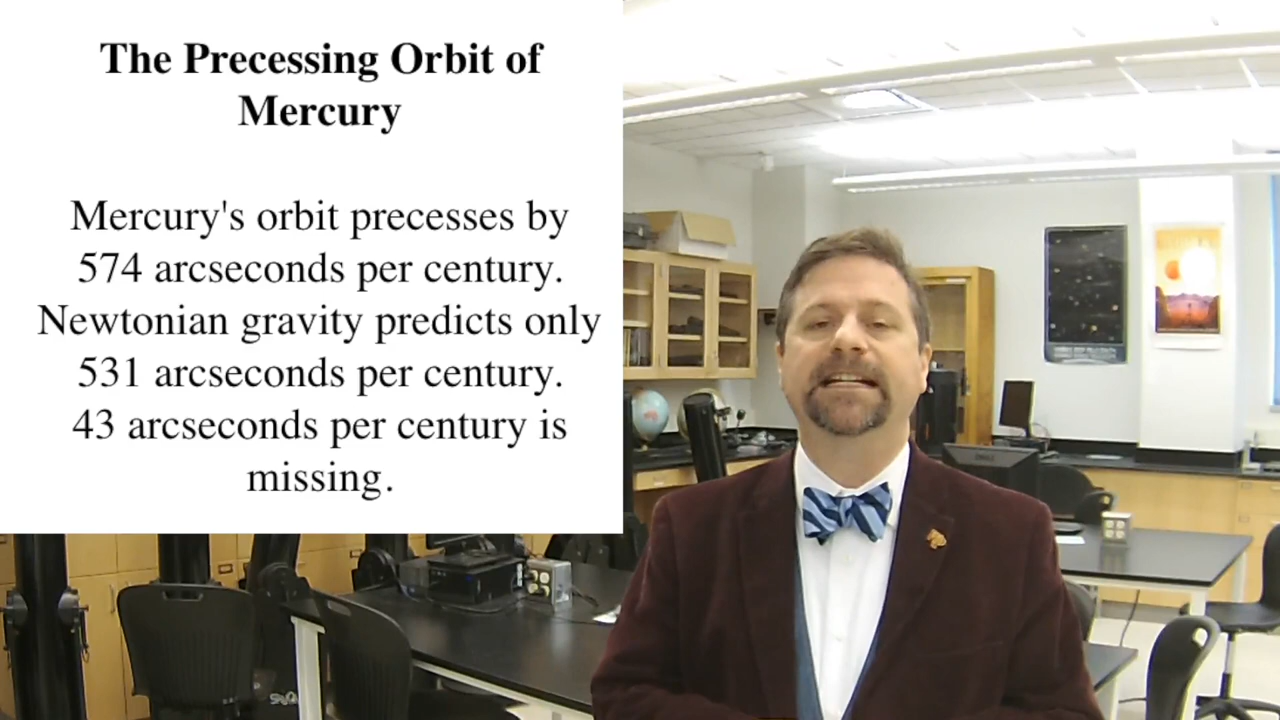 The Precessing Orbit of
Mercury
Mercury's orbit precesses by
574 arcseconds per century.
Newtonian gravity predicts only
531 arcseconds per century.
43 arcseconds per century is
missing.